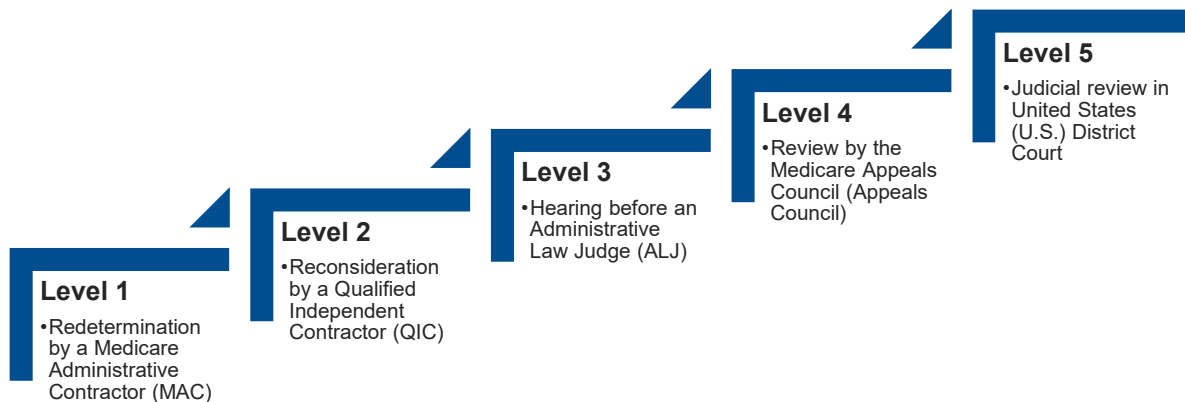 Level 1
•Redetermination
by a Medicare
Administrative
Contractor (MAC)
Level 2
•Reconsideration
by a Qualified
Independent
Contractor (QIC)
Level 3
•Hearing before an
Administrative
Law Judge (ALJ)
Level 4
•Review by the
Medicare Appeals
Council (Appeals
Council)
Level 5
•Judicial review in
United States
(U.S.) District
Court